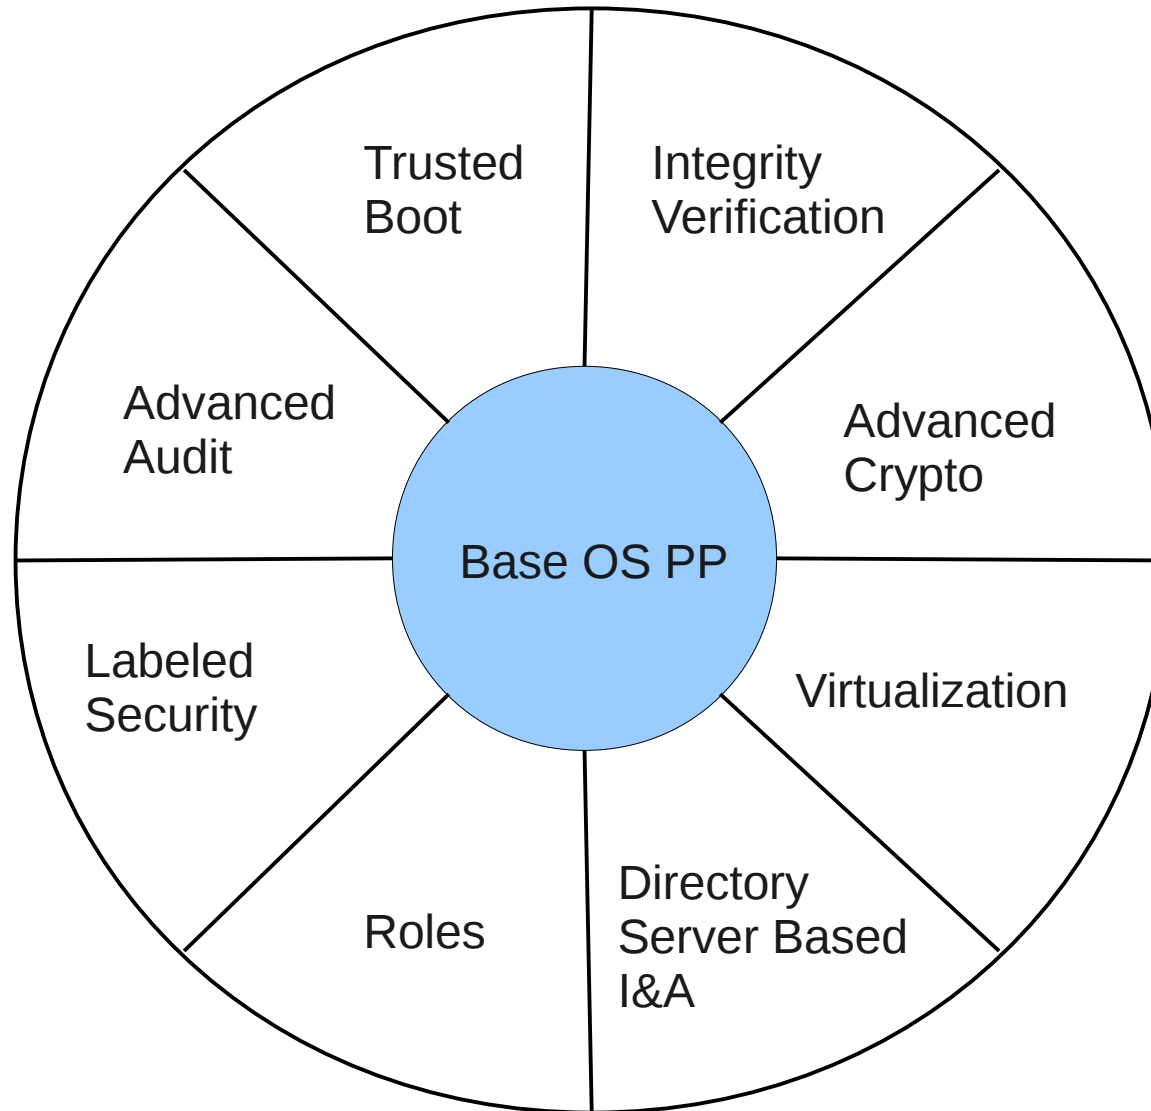 Trusted
Boot
Integrity
Verification
Advanced
Audit
Advanced
Crypto
Base OS PP
Labeled
Security
Virtualization
Roles
Directory
Server Based
I&A